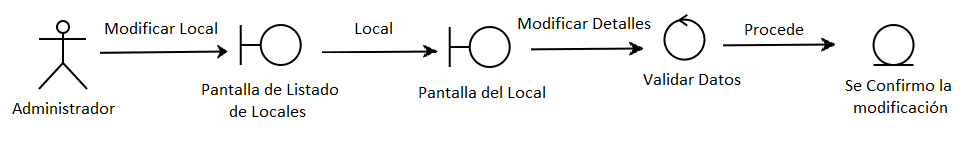 Modificar Local
Local
Modificar Detalles
Procede
Administrador
Pantalla de Listado
de Locales
Pantalla del Local
Validar Datos
Se Confirmo la
modificación